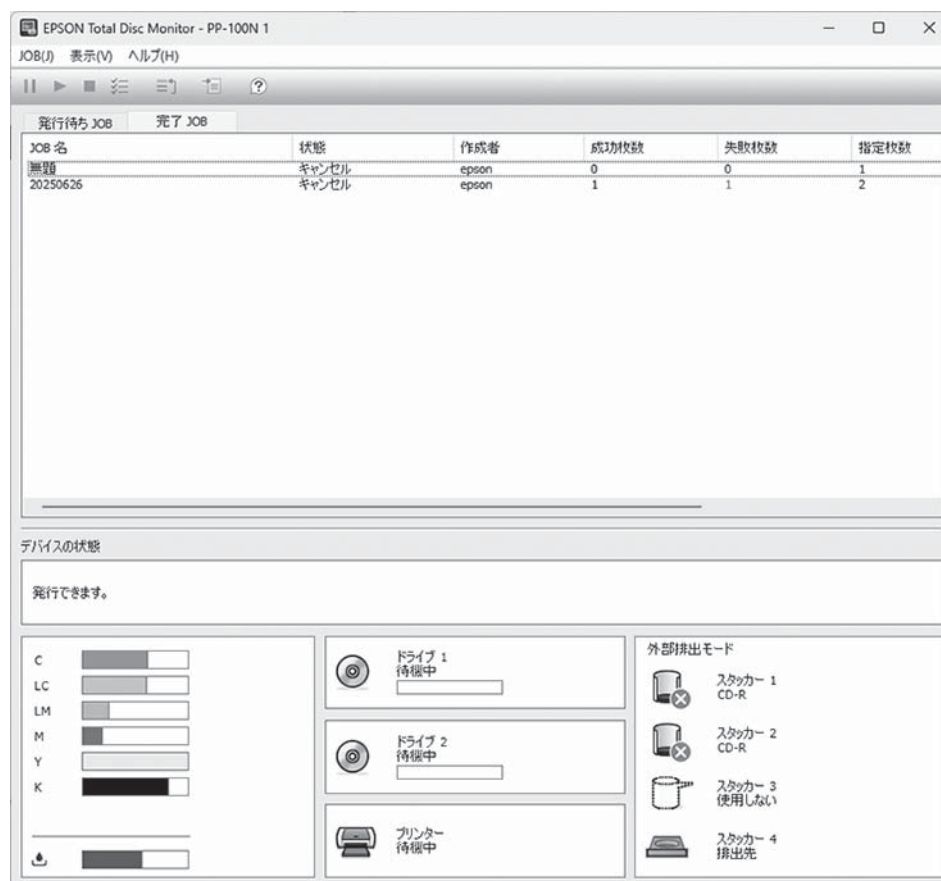 EPSON Total Disc Monitor - PP-100N 1
JOB(J) 表示(V) ヘルプ(H)
発行待ち JOB 完了 JOB
JOB 名 状態 作成者 成功枚数 失敗枚数 指定枚数
無題 キャンセル epson 0 0 1
20250626 キャンセル epson 1 1 2
デバイスの状態
発行できます。
C
LC
LM
M
Y
K
ドライブ 1
待機中
ドライブ 2
待機中
プリンター
待機中
外部排出モード
スタッカー 1
CD-R
スタッカー 2
CD-R
スタッカー 3
使用しない
スタッカー 4
排出先